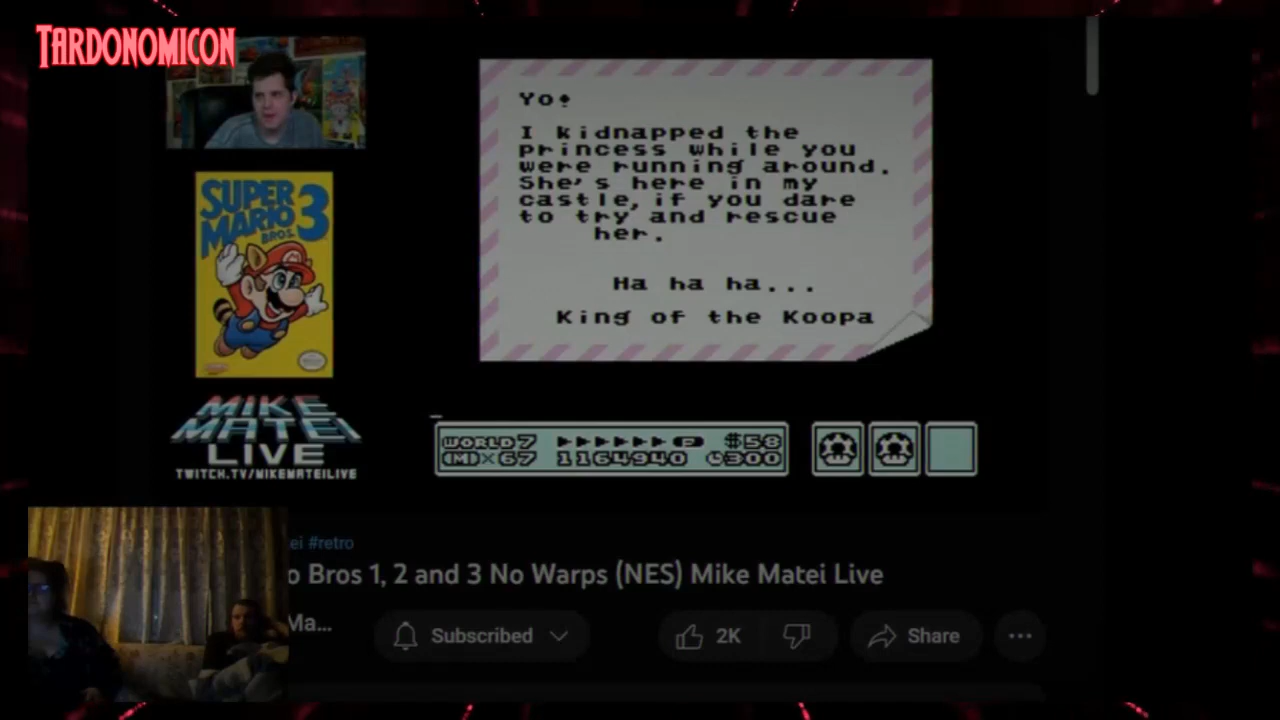 TARDONOMICON
Yo!
I kidnapped the
princess while you
were running around.
She's here in my
castle, if you dare
to try and rescue
her.
Ha ha ha...
King of the Koopa
SUPER
MARIO
BROS. 3
MIKE
MATEI
LIVE
TWITCH.TV/MIKEMATEILIVE
WORLD 7 P $58
(M)×67 1164940 300
ei #retro
o Bros 1, 2 and 3 No Warps (NES) Mike Matei Live
Ma...
Subscribed
2K
Share